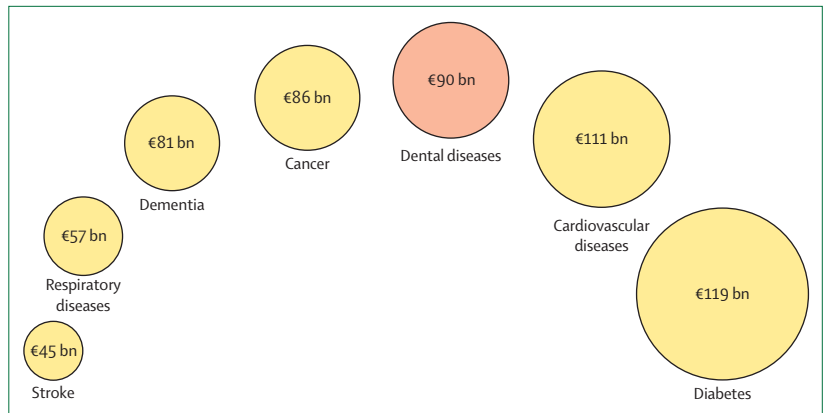 €45 bn
Stroke
€57 bn
Respiratory
diseases
€81 bn
Dementia
€86 bn
Cancer
€90 bn
Dental diseases
€111 bn
Cardiovascular
diseases
€119 bn
Diabetes